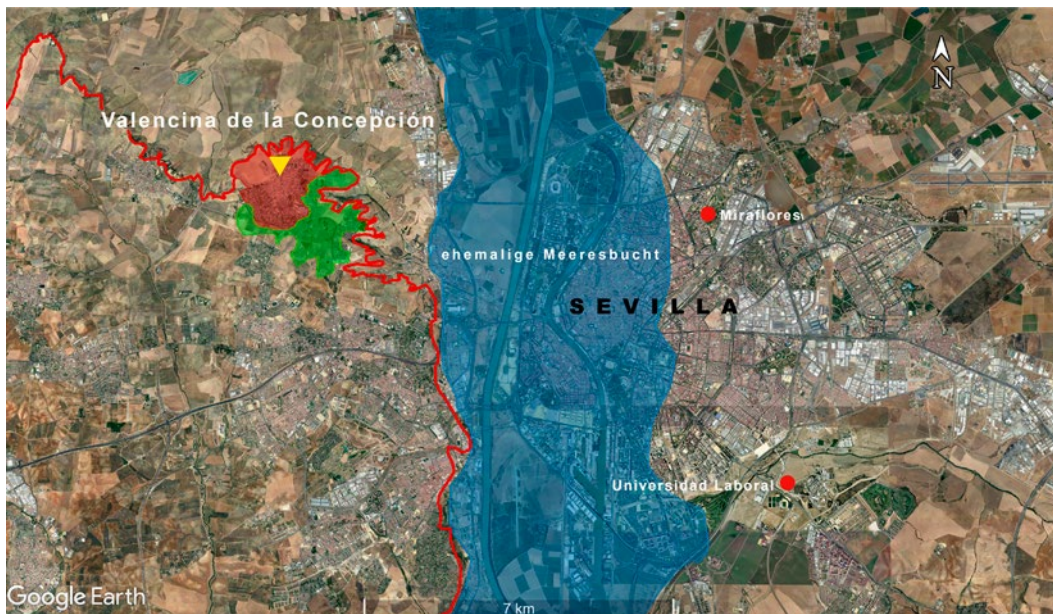 N
Valencina de la Concepción
Miraflores
ehemalige Meeresbucht
SEVILLA
Universidad Laboral
Google Earth
7 km